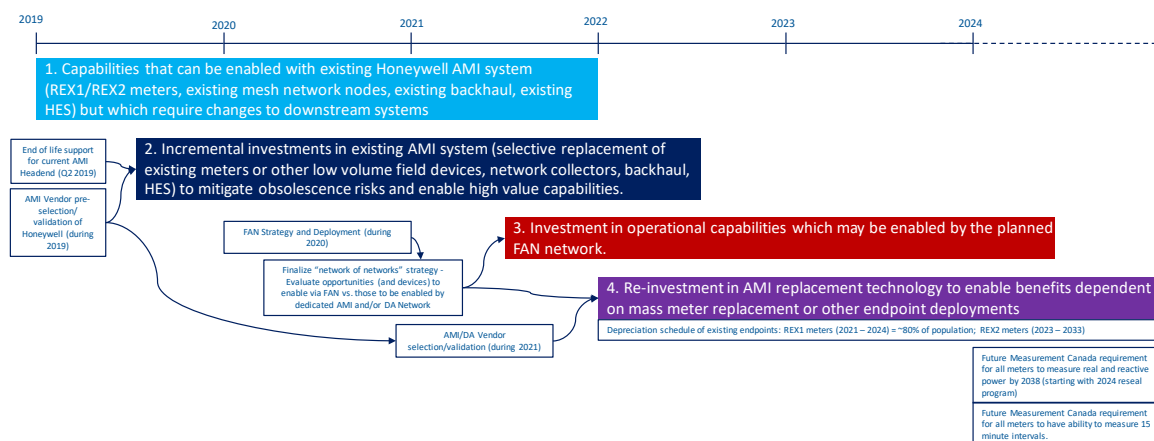 2019
2020
2021
2022
2023
2024
1. Capabilities that can be enabled with existing Honeywell AMI system
(REX1/REX2 meters, existing mesh network nodes, existing backhaul, existing
HES) but which require changes to downstream systems
End of life support
for current AMI
Headend (Q2 2019)
2. Incremental investments in existing AMI system (selective replacement of
existing meters or other low volume field devices, network collectors, backhaul,
HES) to mitigate obsolescence risks and enable high value capabilities.
AMI Vendor pre-
selection/
validation of
Honeywell (during
2019)
FAN Strategy and Deployment (during
2020)
3. Investment in operational capabilities which may be enabled by the planned
FAN network.
Finalize "network of networks" strategy -
Evaluate opportunities (and devices) to
enable via FAN vs. those to be enabled by
dedicated AMI and/or DA Network
4. Re-investment in AMI replacement technology to enable benefits dependent
on mass meter replacement or other endpoint deployments
Depreciation schedule of existing endpoints: REX1 meters (2021 – 2024) = ~80% of population; REX2 meters (2023 – 2033)
AMI/DA Vendor
selection/validation (during 2021)
Future Measurement Canada requirement
for all meters to measure real and reactive
power by 2038 (starting with 2024 reseal
program)
Future Measurement Canada requirement
for all meters to have ability to measure 15
minute intervals.